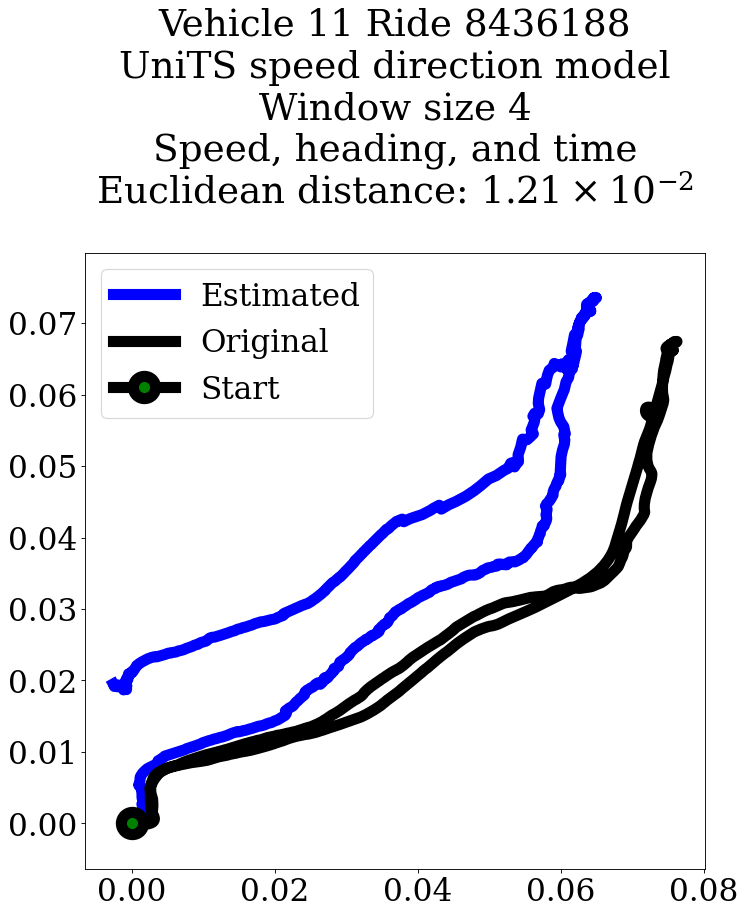 Vehicle 11 Ride 8436188
UniTS speed direction model
Window size 4
Speed, heading, and time
Euclidean distance: 1.21 × 10⁻²
Estimated
Original
Start
0.07
0.06
0.05
0.04
0.03
0.02
0.01
0.00
0.00 0.02 0.04 0.06 0.08